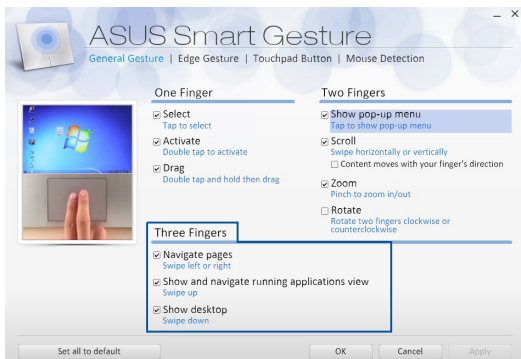 ASUS Smart Gesture
General Gesture | Edge Gesture | Touchpad Button | Mouse Detection
One Finger
Select
Tap to select
Activate
Double tap to activate
Drag
Double tap and hold then drag
Two Fingers
Show pop-up menu
Tap to show pop-up menu
Scroll
Swipe horizontally or vertically
Content moves with your finger's direction
Zoom
Pinch to zoom in/out
Rotate
Rotate two fingers clockwise or
counterclockwise
Three Fingers
Navigate pages
Swipe left or right
Show and navigate running applications view
Swipe up
Show desktop
Swipe down
Set all to default
OK
Cancel
Apply